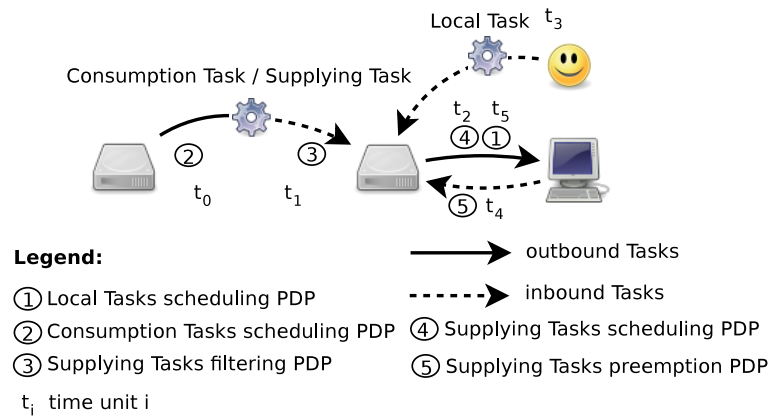 Local Task t3
Consumption Task / Supplying Task
t2 t5
4 1
2 3
t0 t1
5 t4
Legend:
outbound Tasks
1 Local Tasks scheduling PDP
inbound Tasks
2 Consumption Tasks scheduling PDP
4 Supplying Tasks scheduling PDP
3 Supplying Tasks filtering PDP
5 Supplying Tasks preemption PDP
ti time unit i